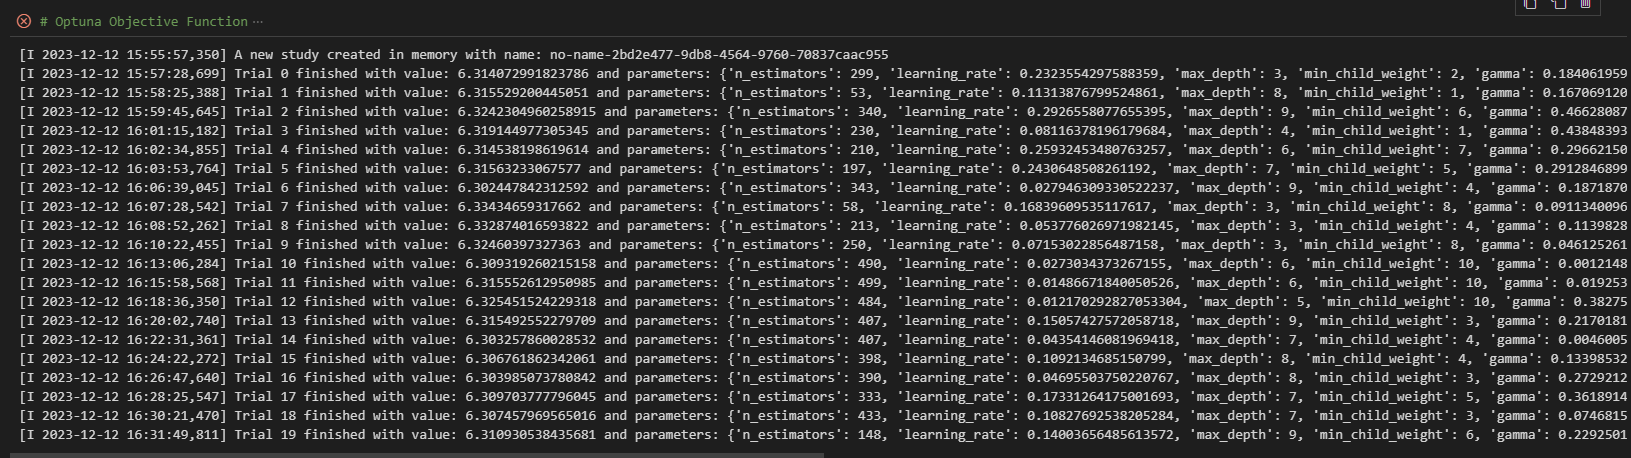 # Optuna Objective Function ···
[I 2023-12-12 15:55:57,350] A new study created in memory with name: no-name-2bd2e477-9db8-4564-9760-70837caac955
[I 2023-12-12 15:57:28,699] Trial 0 finished with value: 6.314072991823786 and parameters: {'n_estimators': 299, 'learning_rate': 0.2323554297588359, 'max_depth': 3, 'min_child_weight': 2, 'gamma': 0.184061959
[I 2023-12-12 15:58:25,388] Trial 1 finished with value: 6.315529200445051 and parameters: {'n_estimators': 53, 'learning_rate': 0.11313876799524861, 'max_depth': 8, 'min_child_weight': 1, 'gamma': 0.167069120
[I 2023-12-12 15:59:45,645] Trial 2 finished with value: 6.3242304960258915 and parameters: {'n_estimators': 340, 'learning_rate': 0.2926558077655395, 'max_depth': 9, 'min_child_weight': 6, 'gamma': 0.46628087
[I 2023-12-12 16:01:15,182] Trial 3 finished with value: 6.319144977305345 and parameters: {'n_estimators': 230, 'learning_rate': 0.08116378196179684, 'max_depth': 4, 'min_child_weight': 1, 'gamma': 0.43848393
[I 2023-12-12 16:02:34,855] Trial 4 finished with value: 6.314538198619614 and parameters: {'n_estimators': 210, 'learning_rate': 0.25932453480763257, 'max_depth': 6, 'min_child_weight': 7, 'gamma': 0.29662150
[I 2023-12-12 16:03:53,764] Trial 5 finished with value: 6.31563233067577 and parameters: {'n_estimators': 197, 'learning_rate': 0.2430648508261192, 'max_depth': 7, 'min_child_weight': 5, 'gamma': 0.2912846899
[I 2023-12-12 16:06:39,045] Trial 6 finished with value: 6.302447842312592 and parameters: {'n_estimators': 343, 'learning_rate': 0.027946309330522237, 'max_depth': 9, 'min_child_weight': 4, 'gamma': 0.1871870
[I 2023-12-12 16:07:28,542] Trial 7 finished with value: 6.33434659317662 and parameters: {'n_estimators': 58, 'learning_rate': 0.16839609535117617, 'max_depth': 3, 'min_child_weight': 8, 'gamma': 0.0911340096
[I 2023-12-12 16:08:52,262] Trial 8 finished with value: 6.332874016593822 and parameters: {'n_estimators': 213, 'learning_rate': 0.053776026971982145, 'max_depth': 3, 'min_child_weight': 4, 'gamma': 0.1139828
[I 2023-12-12 16:10:22,455] Trial 9 finished with value: 6.32460397327363 and parameters: {'n_estimators': 250, 'learning_rate': 0.07153022856487158, 'max_depth': 3, 'min_child_weight': 8, 'gamma': 0.046125261
[I 2023-12-12 16:13:06,284] Trial 10 finished with value: 6.309319260215158 and parameters: {'n_estimators': 490, 'learning_rate': 0.0273034373267155, 'max_depth': 6, 'min_child_weight': 10, 'gamma': 0.0012148
[I 2023-12-12 16:15:58,568] Trial 11 finished with value: 6.315552612950985 and parameters: {'n_estimators': 499, 'learning_rate': 0.01486671840050526, 'max_depth': 6, 'min_child_weight': 10, 'gamma': 0.019253
[I 2023-12-12 16:18:36,350] Trial 12 finished with value: 6.325451524229318 and parameters: {'n_estimators': 484, 'learning_rate': 0.012170292827053304, 'max_depth': 5, 'min_child_weight': 10, 'gamma': 0.38275
[I 2023-12-12 16:20:02,740] Trial 13 finished with value: 6.315492552279709 and parameters: {'n_estimators': 407, 'learning_rate': 0.15057427572058718, 'max_depth': 9, 'min_child_weight': 3, 'gamma': 0.2170181
[I 2023-12-12 16:22:31,361] Trial 14 finished with value: 6.303257860028532 and parameters: {'n_estimators': 407, 'learning_rate': 0.04354146081969418, 'max_depth': 7, 'min_child_weight': 4, 'gamma': 0.0046005
[I 2023-12-12 16:24:22,272] Trial 15 finished with value: 6.306761862342061 and parameters: {'n_estimators': 398, 'learning_rate': 0.1092134685150799, 'max_depth': 8, 'min_child_weight': 4, 'gamma': 0.13398532
[I 2023-12-12 16:26:47,640] Trial 16 finished with value: 6.303985073780842 and parameters: {'n_estimators': 390, 'learning_rate': 0.04695503750220767, 'max_depth': 8, 'min_child_weight': 3, 'gamma': 0.2729212
[I 2023-12-12 16:28:25,547] Trial 17 finished with value: 6.309703777796045 and parameters: {'n_estimators': 333, 'learning_rate': 0.17331264175001693, 'max_depth': 7, 'min_child_weight': 5, 'gamma': 0.3618914
[I 2023-12-12 16:30:21,470] Trial 18 finished with value: 6.307457969565016 and parameters: {'n_estimators': 433, 'learning_rate': 0.10827692538205284, 'max_depth': 7, 'min_child_weight': 3, 'gamma': 0.0746815
[I 2023-12-12 16:31:49,811] Trial 19 finished with value: 6.310930538435681 and parameters: {'n_estimators': 148, 'learning_rate': 0.14003656485613572, 'max_depth': 9, 'min_child_weight': 6, 'gamma': 0.2292501